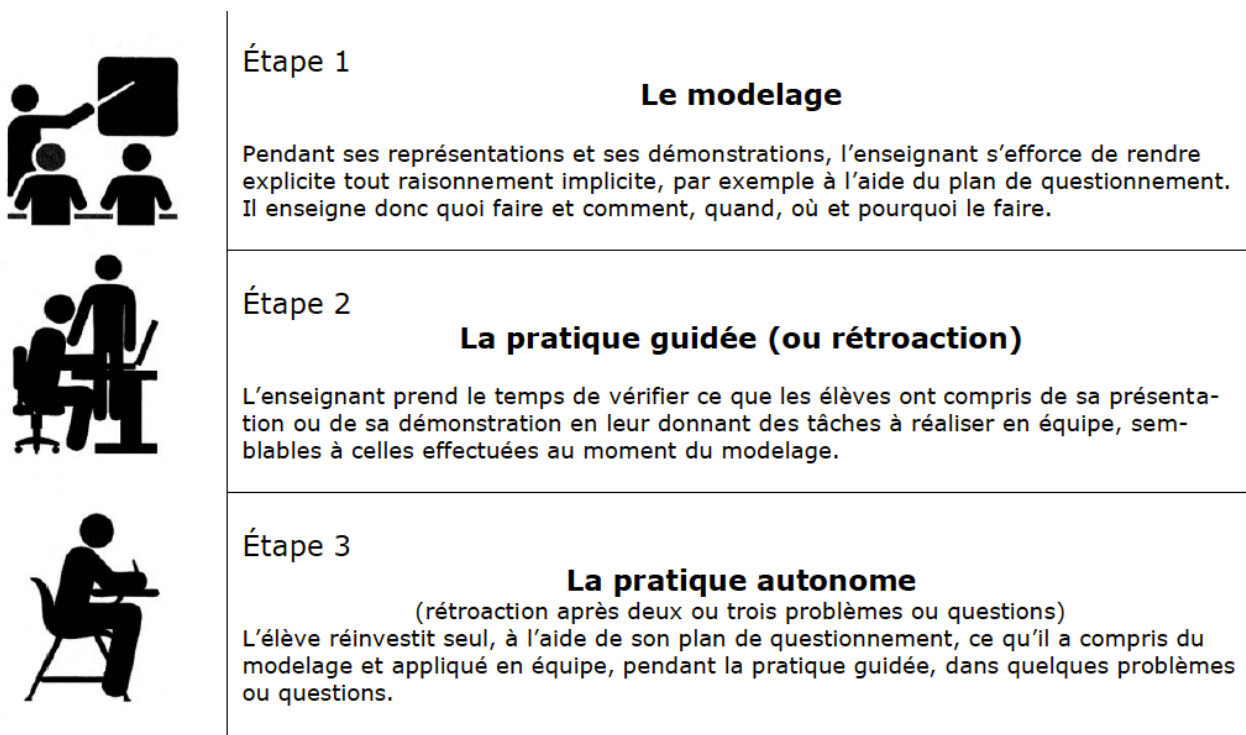 Étape 1
Le modelage
Pendant ses représentations et ses démonstrations, l’enseignant s’efforce de rendre
explicite tout raisonnement implicite, par exemple à l’aide du plan de questionnement.
Il enseigne donc quoi faire et comment, quand, où et pourquoi le faire.
Étape 2
La pratique guidée (ou rétroaction)
L’enseignant prend le temps de vérifier ce que les élèves ont compris de sa présenta-
tion ou de sa démonstration en leur donnant des tâches à réaliser en équipe, sem-
blables à celles effectuées au moment du modelage.
Étape 3
La pratique autonome
(rétroaction après deux ou trois problèmes ou questions)
L’élève réinvestit seul, à l’aide de son plan de questionnement, ce qu’il a compris du
modelage et appliqué en équipe, pendant la pratique guidée, dans quelques problèmes
ou questions.